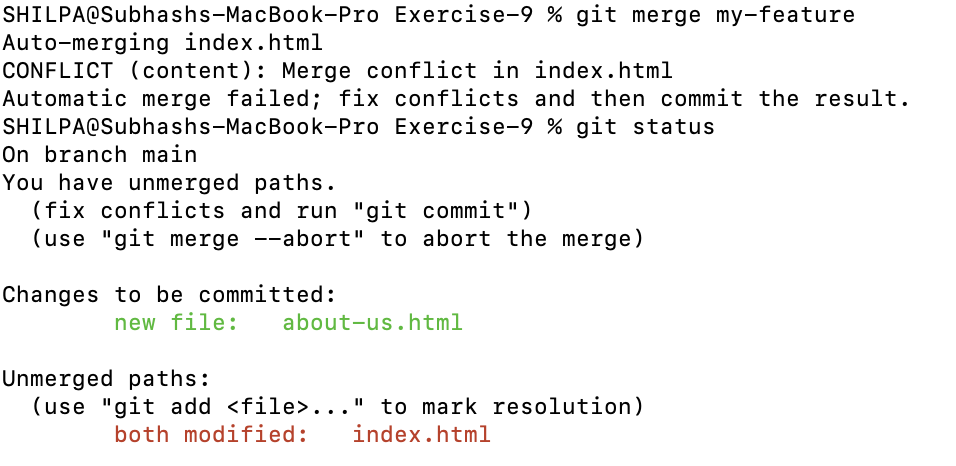 SHILPA@Subhashs-MacBook-Pro Exercise-9 % git merge my-feature
Auto-merging index.html
CONFLICT (content): Merge conflict in index.html
Automatic merge failed; fix conflicts and then commit the result.
SHILPA@Subhashs-MacBook-Pro Exercise-9 % git status
On branch main
You have unmerged paths.
  (fix conflicts and run "git commit")
  (use "git merge --abort" to abort the merge)

Changes to be committed:
        new file:   about-us.html

Unmerged paths:
  (use "git add <file>..." to mark resolution)
        both modified:   index.html